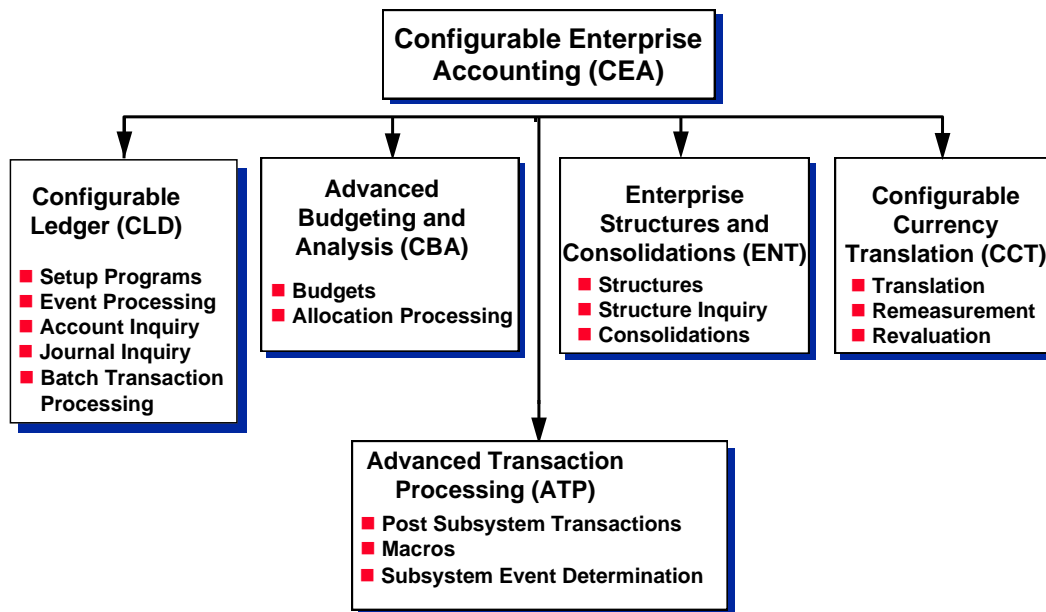 Configurable Enterprise
Accounting (CEA)
Configurable
Ledger (CLD)
Setup Programs
Event Processing
Account Inquiry
Journal Inquiry
Batch Transaction
Processing
Advanced
Budgeting and
Analysis (CBA)
Budgets
Allocation Processing
Enterprise
Structures and
Consolidations (ENT)
Structures
Structure Inquiry
Consolidations
Configurable
Currency
Translation (CCT)
Translation
Remeasurement
Revaluation
Advanced Transaction
Processing (ATP)
Post Subsystem Transactions
Macros
Subsystem Event Determination